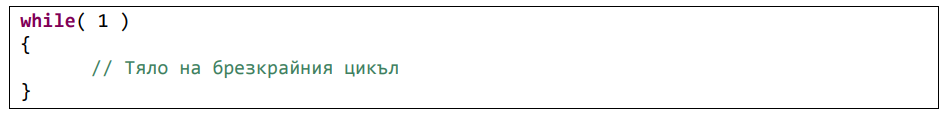 while( 1 )
{
// Тяло на брезкрайния цикъл
}